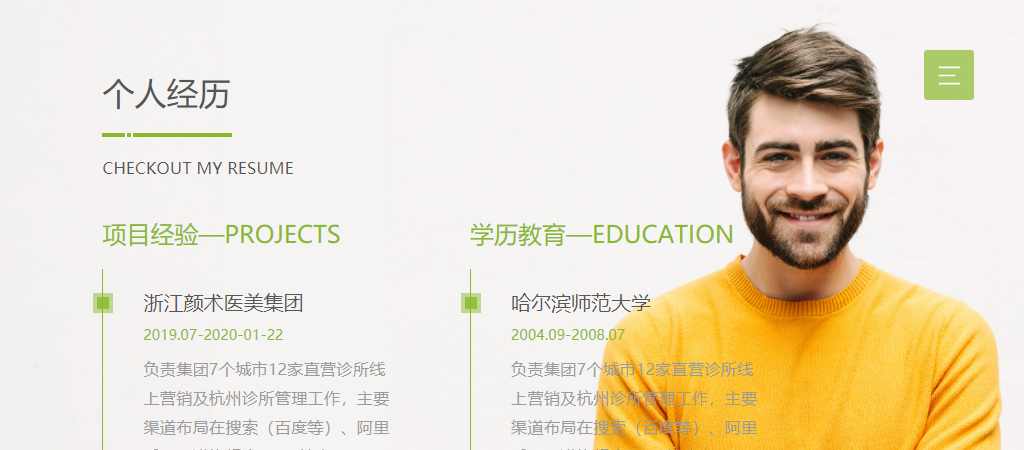 个人经历
CHECKOUT MY RESUME
项目经验—PROJECTS
浙江颜术医美集团
2019.07-2020-01-22
负责集团7个城市12家直营诊所线
上营销及杭州诊所管理工作，主要
渠道布局在搜索（百度等）、阿里
学历教育—EDUCATION
哈尔滨师范大学
2004.09-2008.07
负责集团7个城市12家直营诊所线
上营销及杭州诊所管理工作，主要
渠道布局在搜索（百度等）、阿里